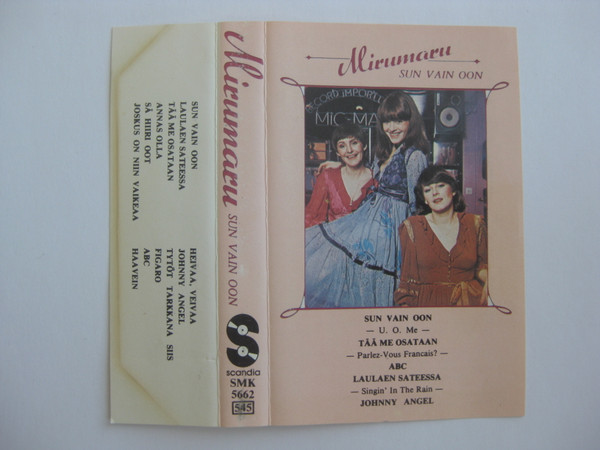 SUN VAIN OON
LAULAEN SATEESSA
TÄÄ ME OSATAAN
ANNAS OLLA
SÄ HIIRI OOT
JOSKUS ON NIIN VAIKEAA
HEIVAA, VEIVAA
JOHNNY ANGEL
TYTÖT TARKKANA SIIS
FIGARO
ABC
HAAVEIN
Mirumaru SUN VAIN OON
scandia
SMK
5662
545
Mirumaru
SUN VAIN OON
RECORD IMPORTE
MIC-MA
SUN VAIN OON
— U. O. Me —
TÄÄ ME OSATAAN
— Parlez-Vous Francais? —
ABC
LAULAEN SATEESSA
— Singin' In The Rain —
JOHNNY ANGEL